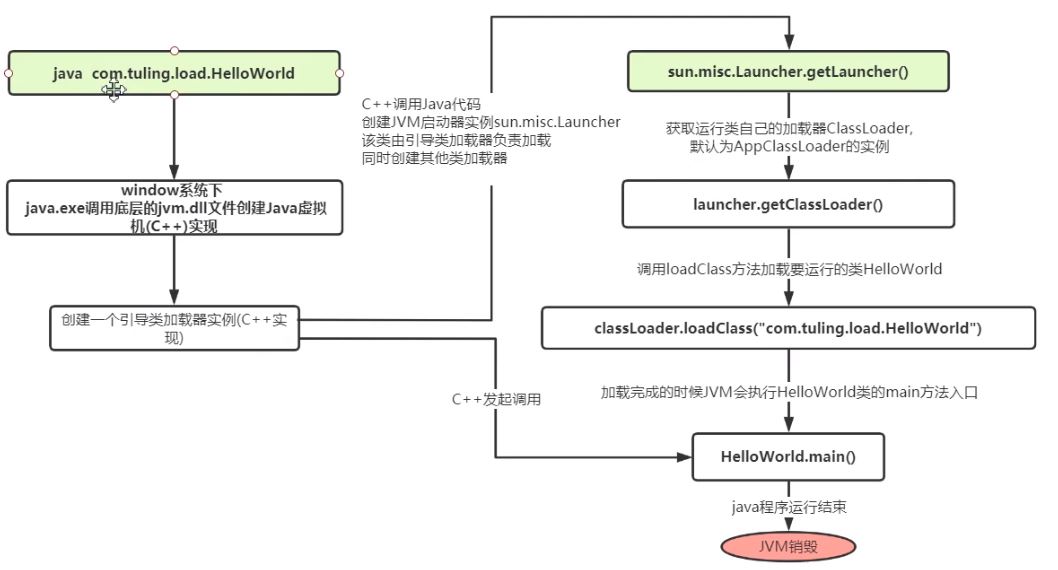 java com.tuling.load.HelloWorld
window系统下
java.exe调用底层的jvm.dll文件创建Java虚拟
机(C++)实现
创建一个引导类加载器实例(C++实
现)
C++调用Java代码
创建JVM启动器实例sun.misc.Launcher
该类由引导类加载器负责加载
同时创建其他类加载器
C++发起调用
sun.misc.Launcher.getLauncher()
获取运行类自己的加载器ClassLoader,
默认为AppClassLoader的实例
launcher.getClassLoader()
调用loadClass方法加载要运行的类HelloWorld
classLoader.loadClass("com.tuling.load.HelloWorld")
加载完成的时候JVM会执行HelloWorld类的main方法入口
HelloWorld.main()
java程序运行结束
JVM销毁